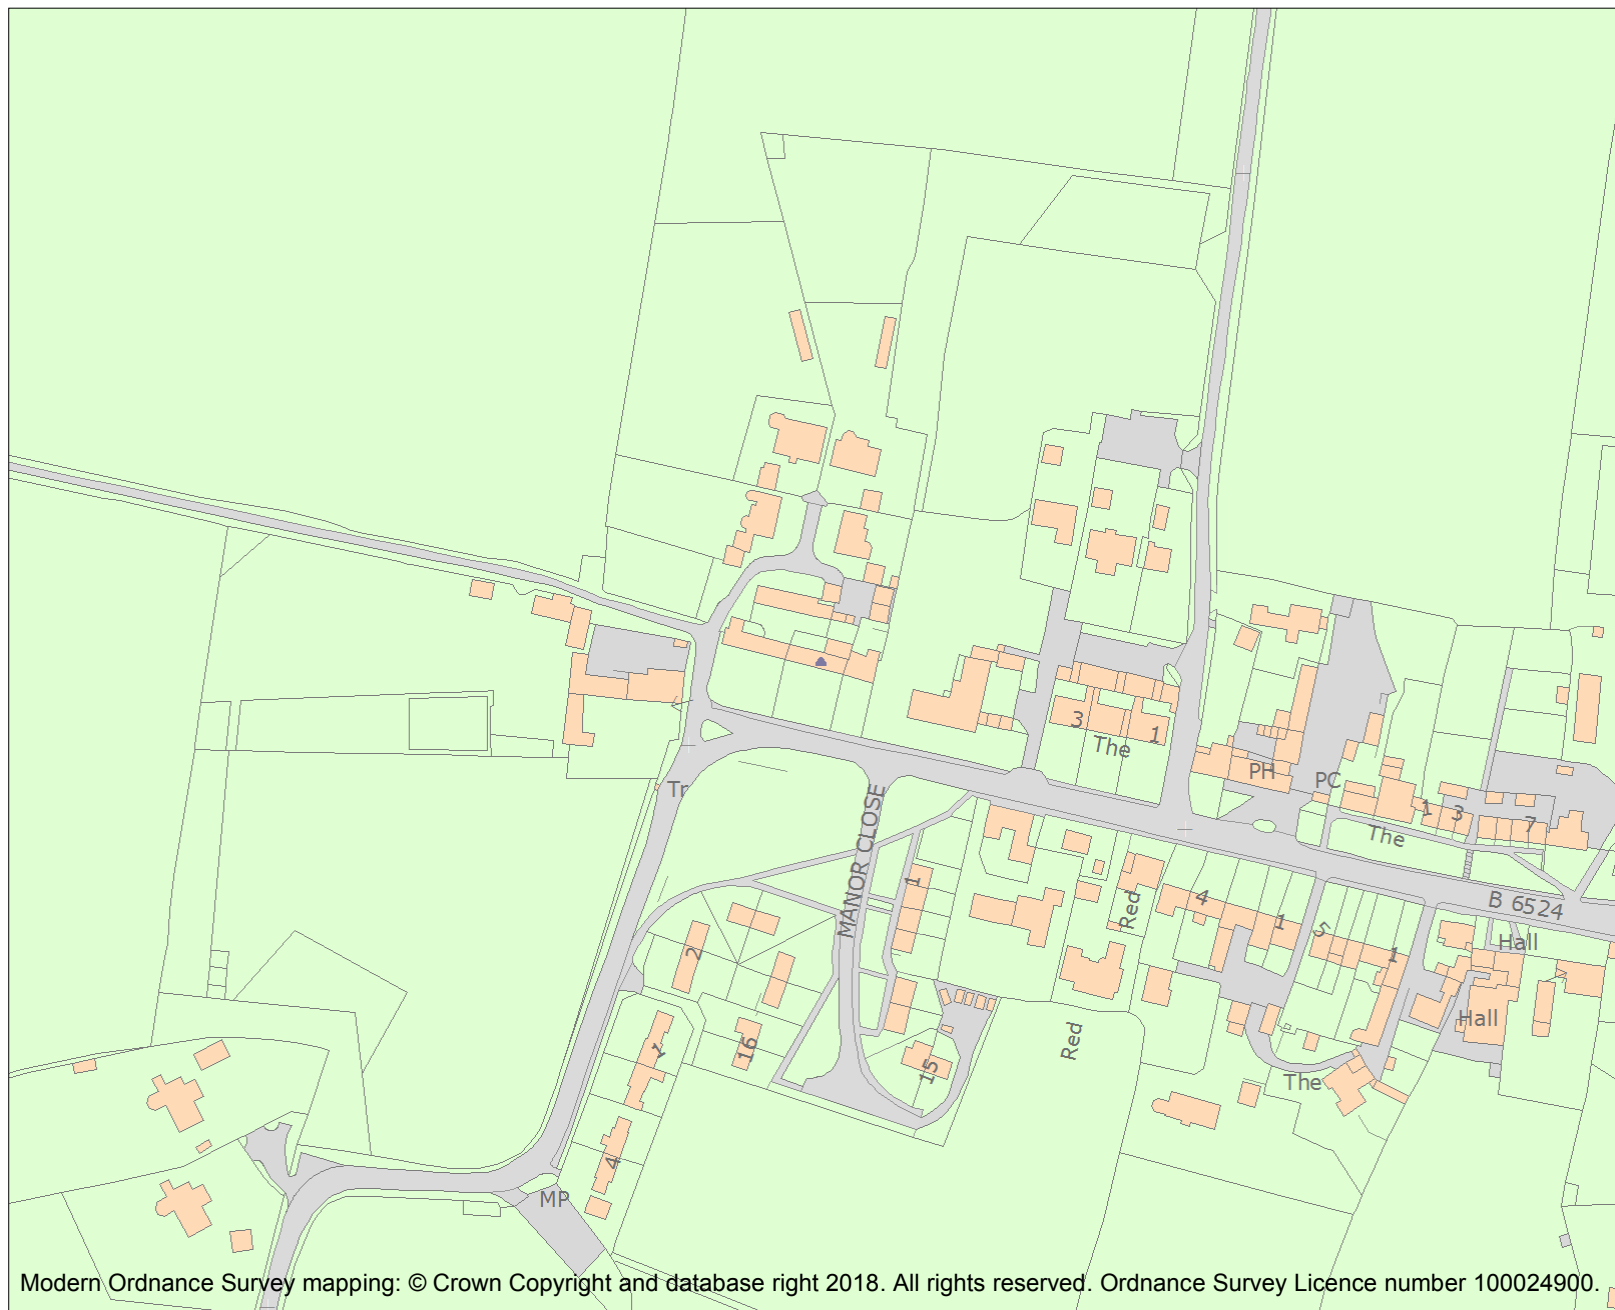 3
1
The
PH
PC
Tr
1
3
7
The
MANOR CLOSE
1
4
Red
1
5
1
B 6524
Hall
2
Hall
16
1
15
Red
The
4
MP
Modern Ordnance Survey mapping: © Crown Copyright and database right 2018. All rights reserved. Ordnance Survey Licence number 100024900.